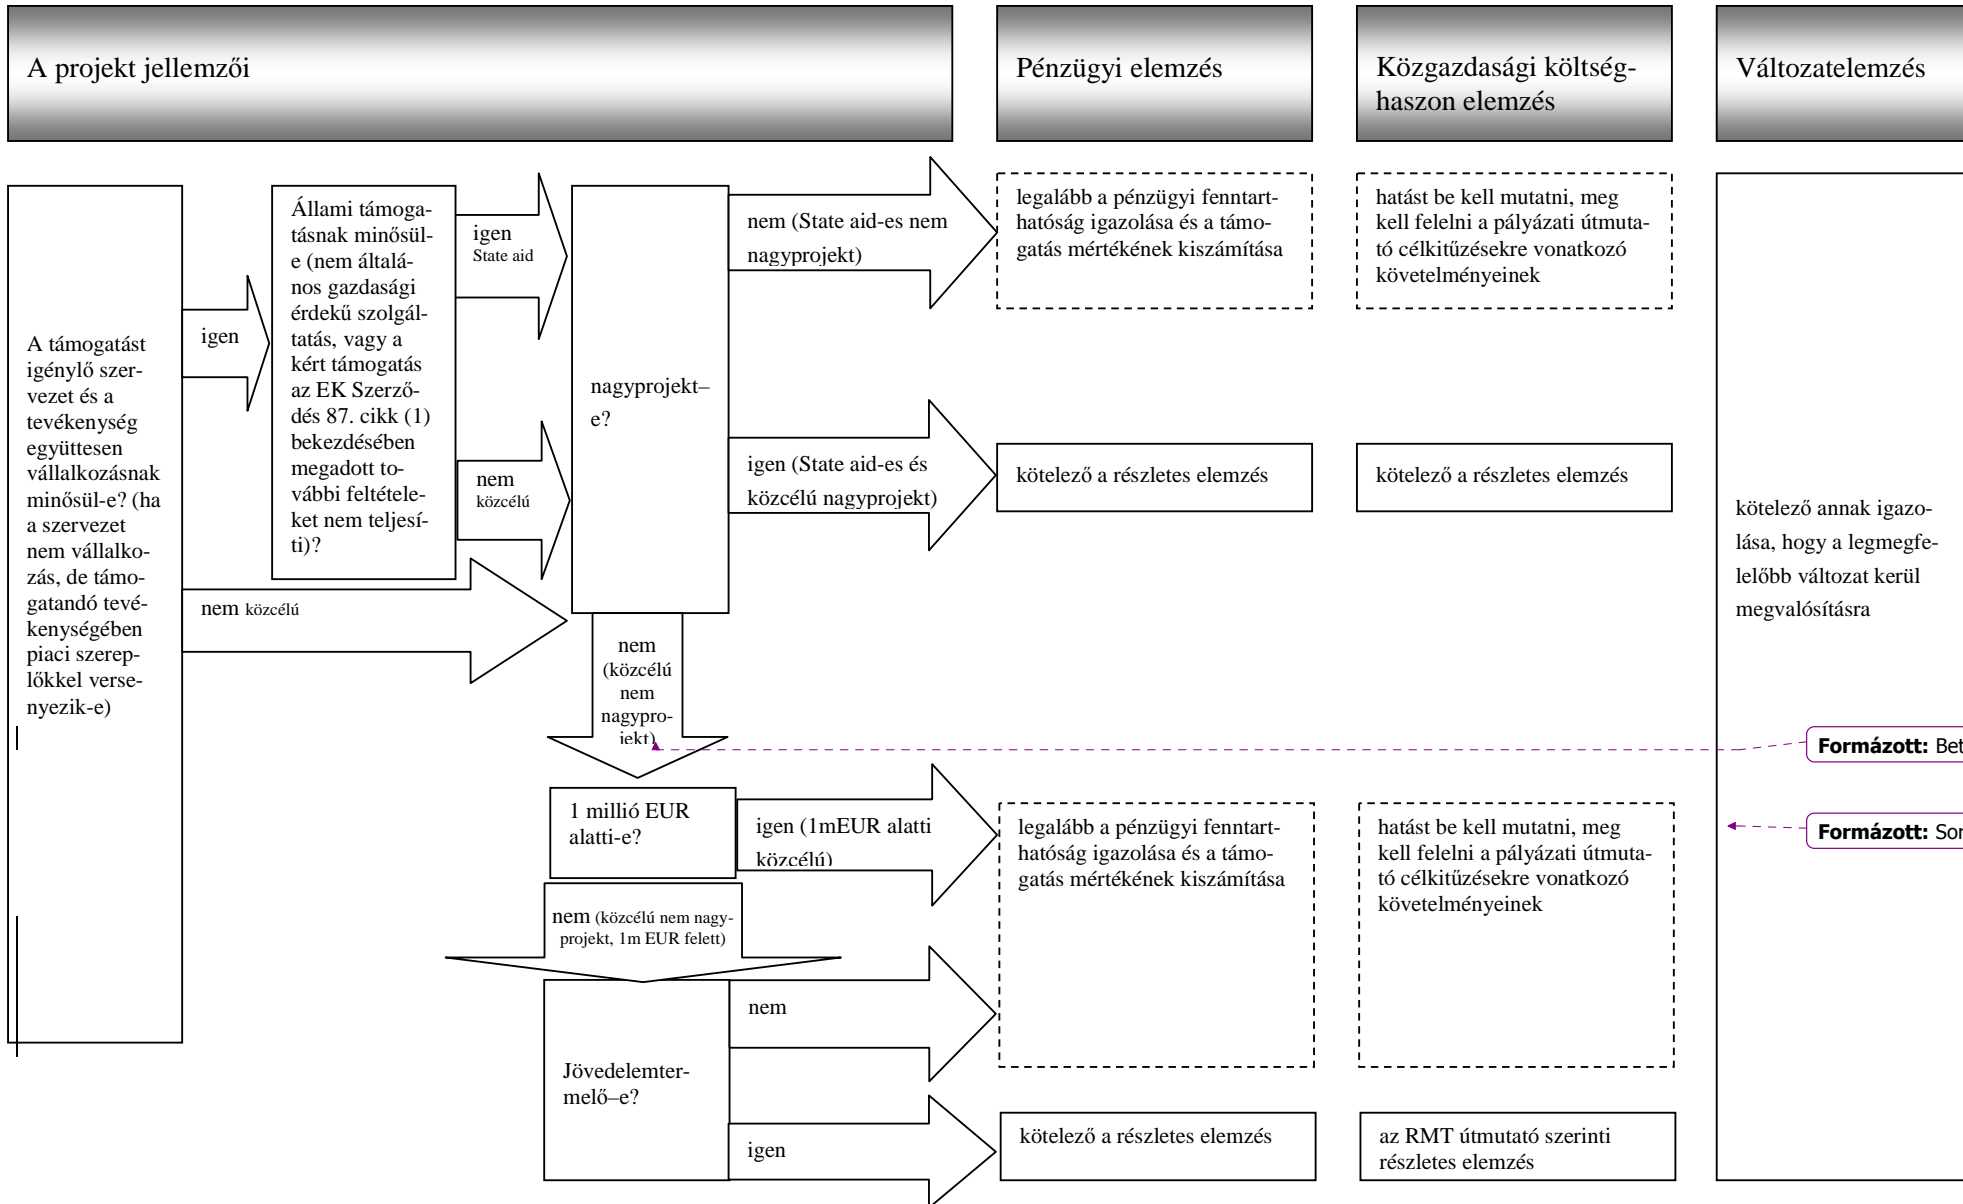 A projekt jellemzői
Pénzügyi elemzés
Közgazdasági költség-
haszon elemzés
Változatelemzés
A támogatást
igénylő szer-
vezet és a
tevékenység
együttesen
vállalkozásnak
minősül-e? (ha
a szervezet
nem vállalko-
zás, de támo-
gatandó tevé-
kenységében
piaci szerep-
lőkkel verse-
nyezik-e)
igen
Állami támoga-
tásnak minősül-
e (nem általá-
nos gazdasági
érdekű szolgál-
tatás, vagy a
kért támogatás
az EK Szerző-
dés 87. cikk (1)
bekezdésében
megadott to-
vábbi feltétele-
ket nem teljesí-
ti)?
igen
State aid
nem
közcélú
nem közcélú
nagyprojekt–
e?
nem (State aid-es nem
nagyprojekt)
legalább a pénzügyi fenntart-
hatóság igazolása és a támo-
gatás mértékének kiszámítása
hatást be kell mutatni, meg
kell felelni a pályázati útmuta-
tó célkitűzésekre vonatkozó
követelményeinek
igen (State aid-es és
közcélú nagyprojekt)
kötelező a részletes elemzés
kötelező a részletes elemzés
kötelező annak igazo-
lása, hogy a legmegfe-
lelőbb változat kerül
megvalósításra
nem
(közcélú
nem
nagypro-
jekt)
Formázott: Bet
1 millió EUR
alatti-e?
igen (1mEUR alatti
közcélú)
legalább a pénzügyi fenntart-
hatóság igazolása és a támo-
gatás mértékének kiszámítása
hatást be kell mutatni, meg
kell felelni a pályázati útmuta-
tó célkitűzésekre vonatkozó
követelményeinek
Formázott: Sor
nem (közcélú nem nagy-
projekt, 1m EUR felett)
Jövedelemter-
melő–e?
nem
igen
kötelező a részletes elemzés
az RMT útmutató szerinti
részletes elemzés